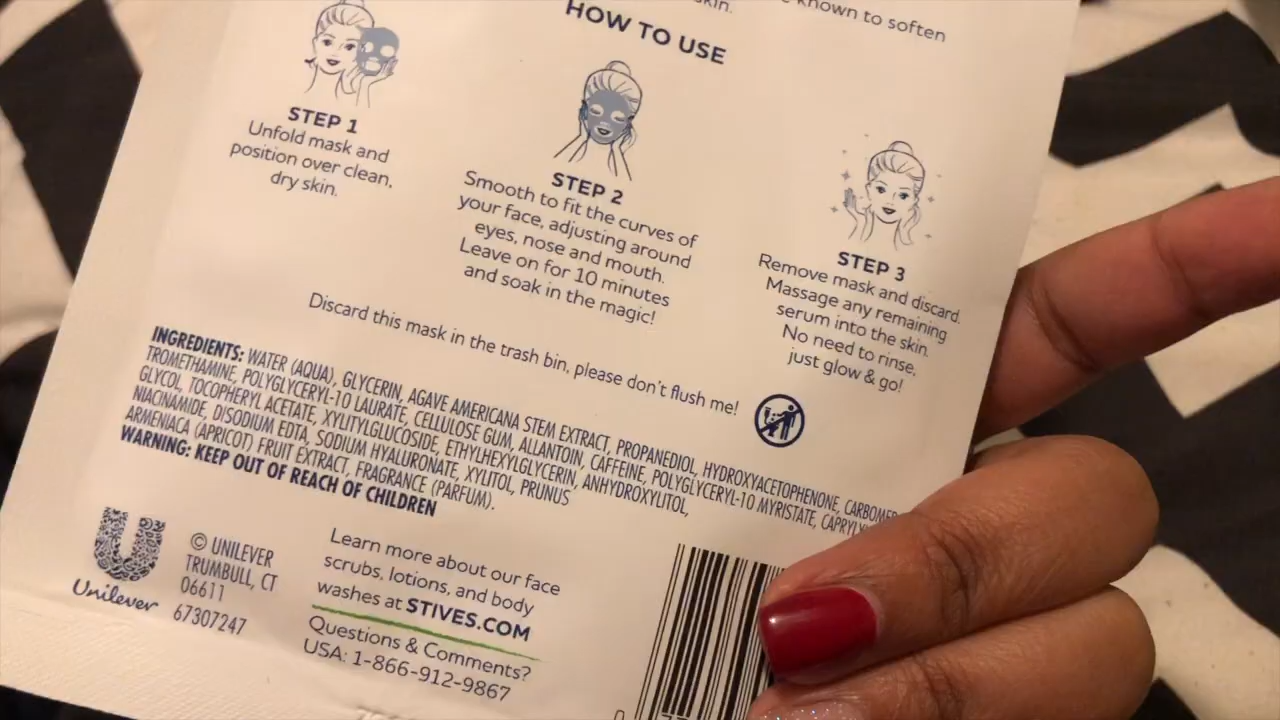 skin.
known to soften
HOW TO USE
STEP 1
Unfold mask and
position over clean,
dry skin.
STEP 2
Smooth to fit the curves of
your face, adjusting around
eyes, nose and mouth.
Leave on for 10 minutes
and soak in the magic!
STEP 3
Remove mask and discard.
Massage any remaining
serum into the skin.
No need to rinse,
just glow & go!
Discard this mask in the trash bin, please don't flush me!
INGREDIENTS: WATER (AQUA), GLYCERIN, AGAVE AMERICANA STEM EXTRACT, PROPANEDIOL, HYDROXYACETOPHENONE, CARBOMER
TROMETHAMINE, POLYGLYCERYL-10 LAURATE, CELLULOSE GUM, ALLANTOIN, CAFFEINE, POLYGLYCERYL-10 MYRISTATE, CAPRYLY
GLYCOL, TOCOPHERYL ACETATE, XYLITYLGLUCOSIDE, ETHYLHEXYLGLYCERIN, ANHYDROXYLITOL,
NIACINAMIDE, DISODIUM EDTA, SODIUM HYALURONATE, XYLITOL, PRUNUS
ARMENIACA (APRICOT) FRUIT EXTRACT, FRAGRANCE (PARFUM).
WARNING: KEEP OUT OF REACH OF CHILDREN
Unilever
© UNILEVER
TRUMBULL, CT
06611
67307247
Learn more about our face
scrubs, lotions, and body
washes at STIVES.COM
Questions & Comments?
USA: 1-866-912-9867